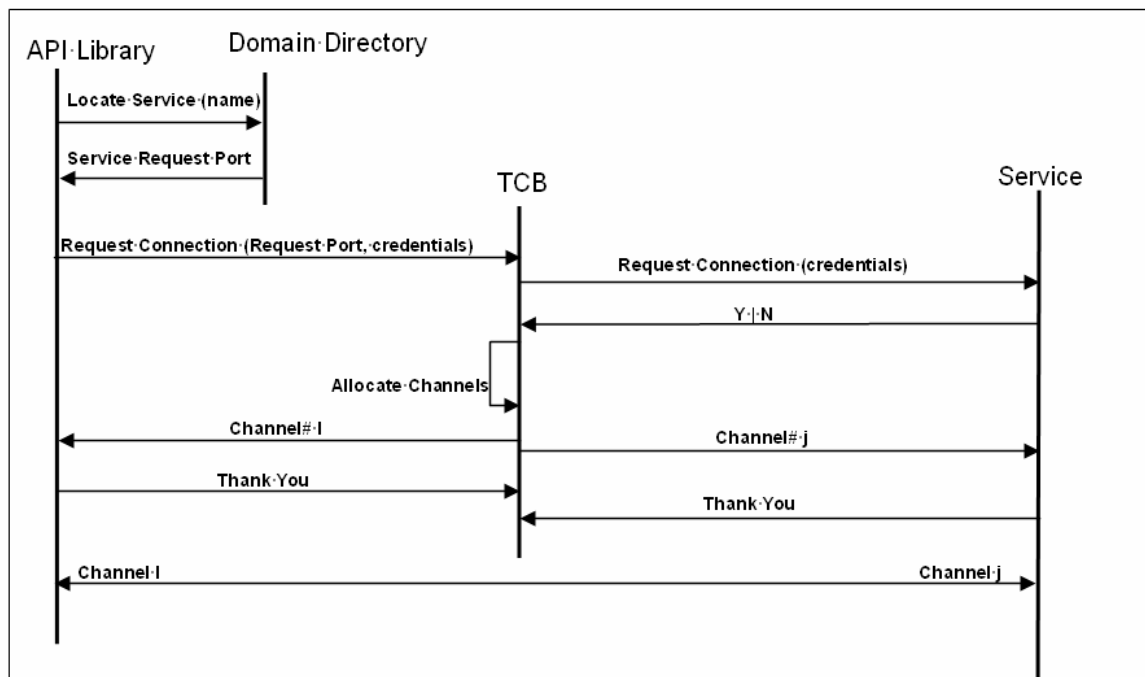 API·Library
Domain·Directory
Locate·Service·(name)
Service·Request·Port
TCB
Service
Request·Connection·(Request·Port,·credentials)
Request·Connection·(credentials)
Y·|·N
Allocate·Channels
Channel#·I
Channel#·j
Thank·You
Thank·You
Channel·I
Channel·j